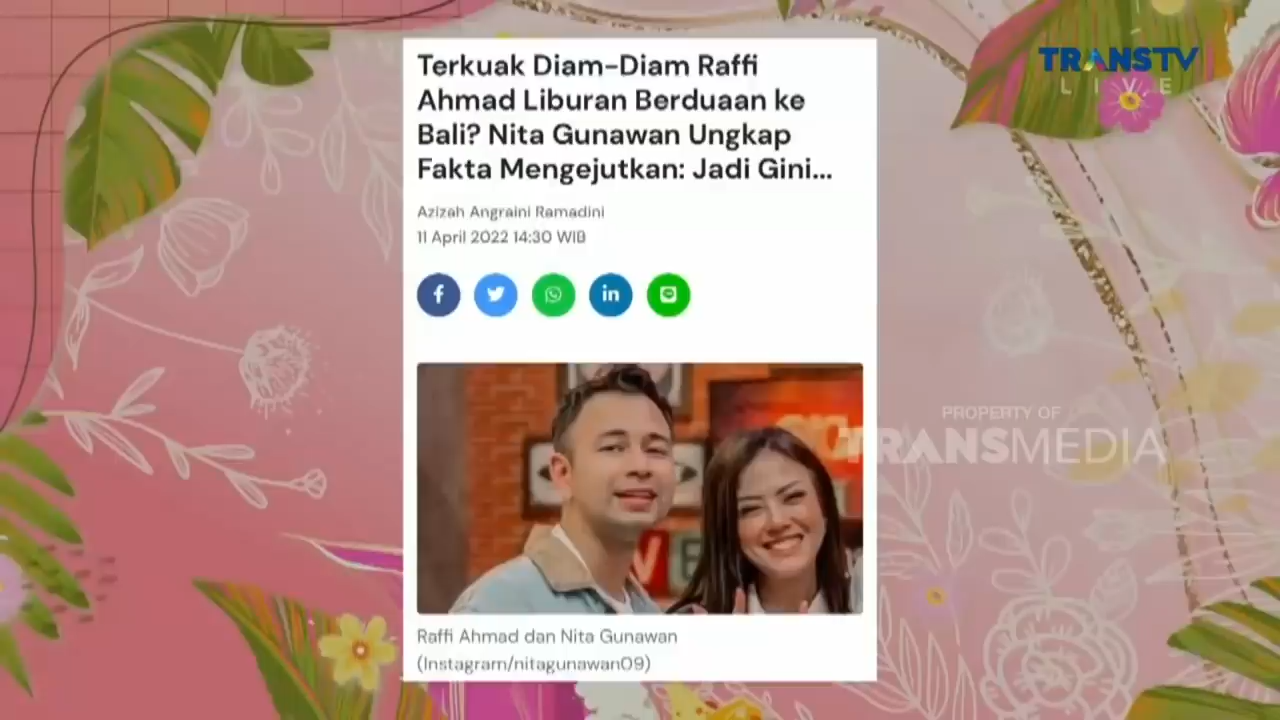 TRANSTV
LIVE
Terkuak Diam-Diam Raffi
Ahmad Liburan Berduaan ke
Bali? Nita Gunawan Ungkap
Fakta Mengejutkan: Jadi Gini...
Azizah Angraini Ramadini
11 April 2022 14:30 WIB
PROPERTY OF
TRANSMEDIA
Raffi Ahmad dan Nita Gunawan
(Instagram/nitagunawan09)